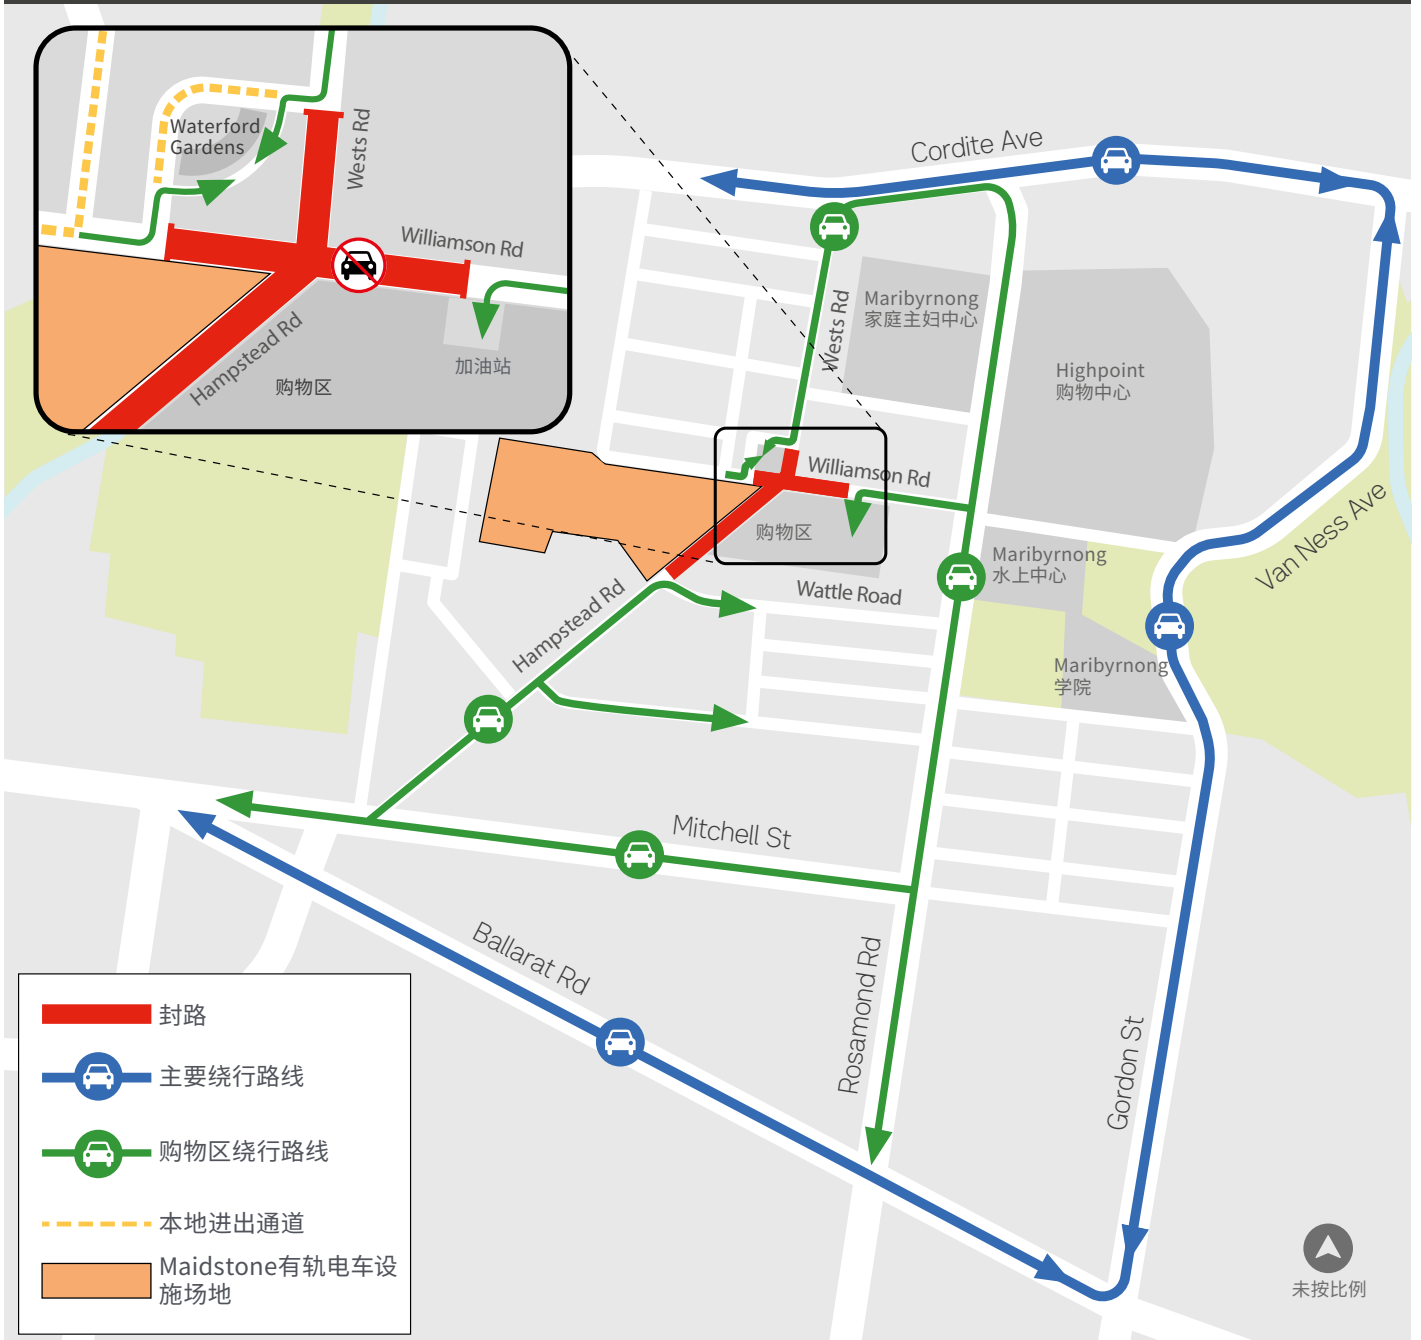 Waterford
Gardens
Wests Rd
Williamson Rd
Hampstead Rd
购物区
加油站
Cordite Ave
Wests Rd
Maribyrnong
家庭主妇中心
Highpoint
购物中心
Williamson Rd
购物区
Van Ness Ave
Maribyrnong
水上中心
Wattle Road
Hampstead Rd
Maribyrnong
学院
Mitchell St
Ballarat Rd
Rosamond Rd
Gordon St
封路
主要绕行路线
购物区绕行路线
本地进出通道
Maidstone有轨电车设
施场地
未按比例